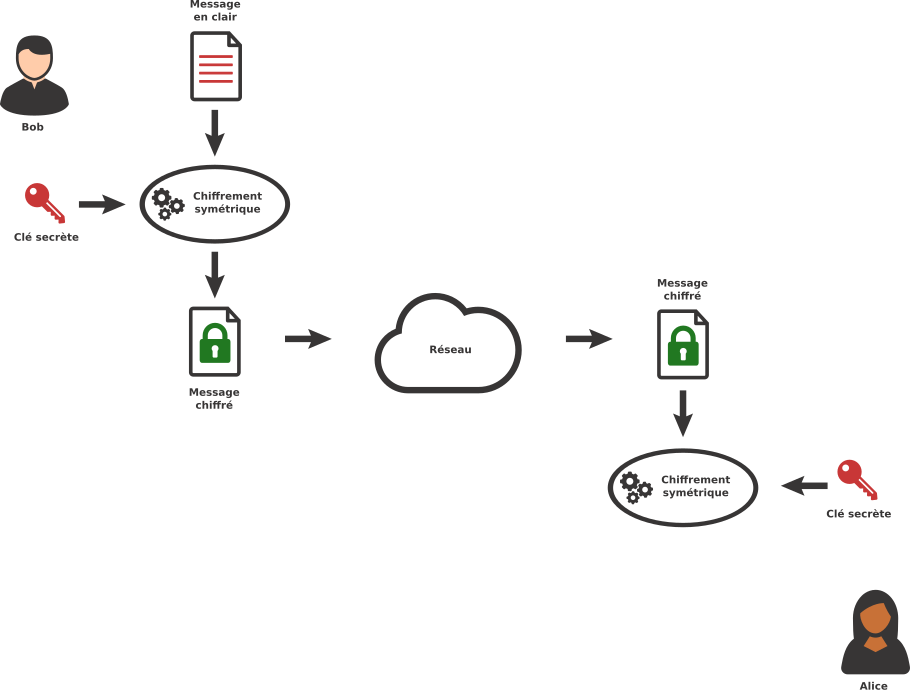 Message
en clair
Bob
Chiffrement
symétrique
Clé secrète
Message
chiffré
Réseau
Message
chiffré
Chiffrement
symétrique
Clé secrète
Alice